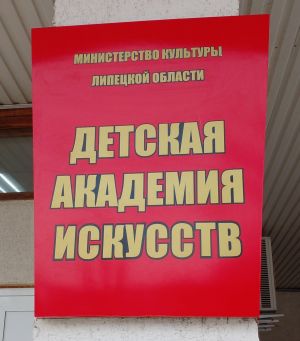 МИНИСТЕРСТВО КУЛЬТУРЫ
ЛИПЕЦКОЙ ОБЛАСТИ
ДЕТСКАЯ
АКАДЕМИЯ
ИСКУССТВ